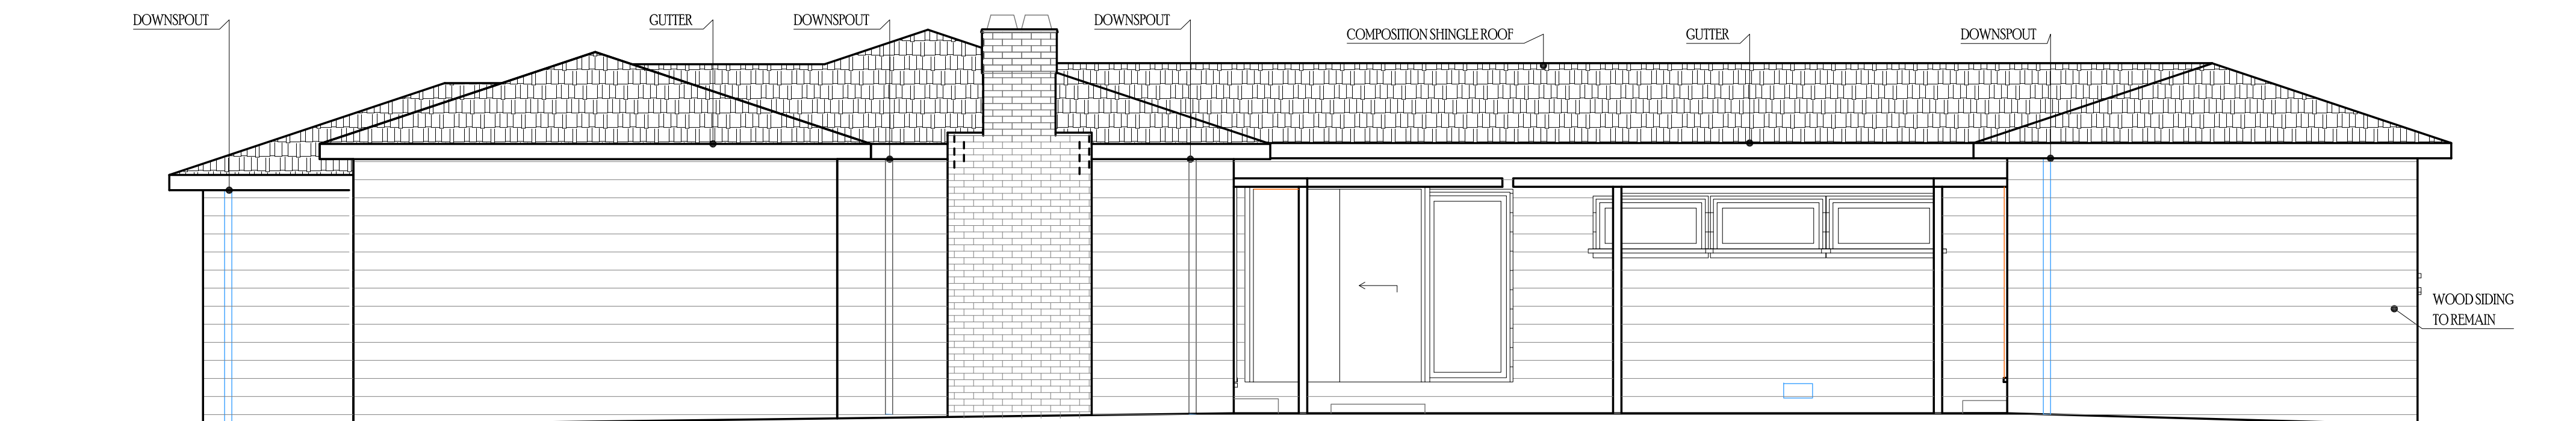 DOWNSPOUT
GUTTER
DOWNSPOUT
DOWNSPOUT
COMPOSITION SHINGLE ROOF
GUTTER
DOWNSPOUT
WOOD SIDING
TO REMAIN